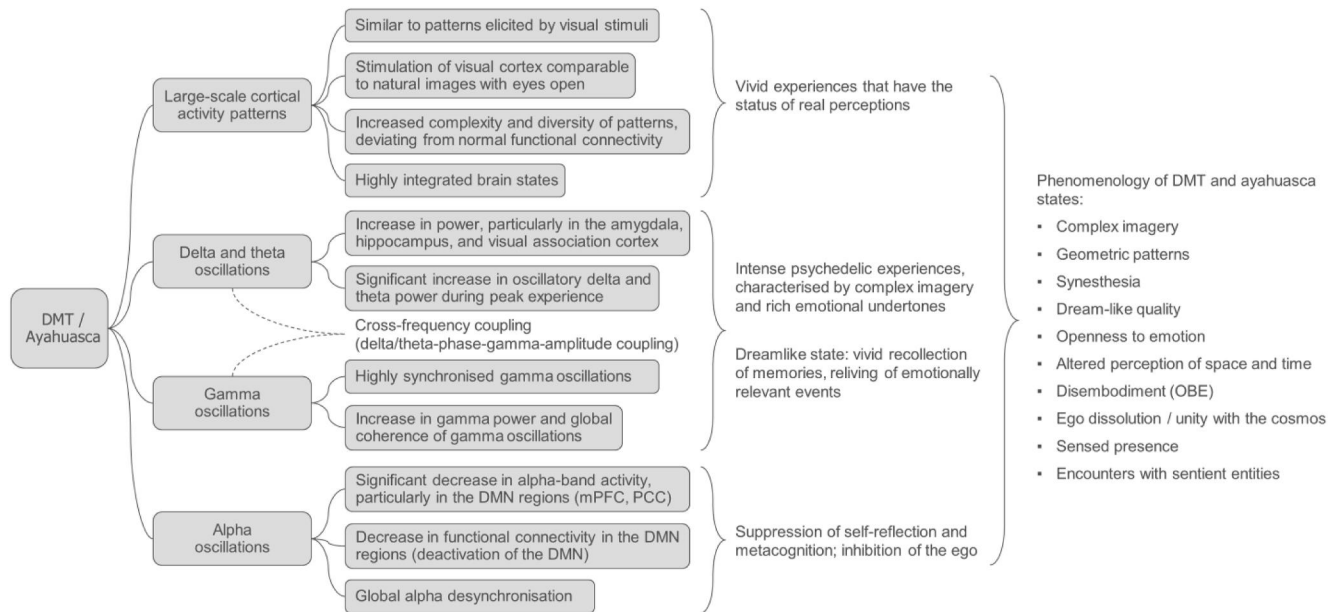 DMT /
Ayahuasca
Large-scale cortical
activity patterns
Similar to patterns elicited by visual stimuli
Stimulation of visual cortex comparable
to natural images with eyes open
Increased complexity and diversity of patterns,
deviating from normal functional connectivity
Highly integrated brain states
Vivid experiences that have the
status of real perceptions
Delta and theta
oscillations
Increase in power, particularly in the amygdala,
hippocampus, and visual association cortex
Significant increase in oscillatory delta and
theta power during peak experience
Cross-frequency coupling
(delta/theta-phase-gamma-amplitude coupling)
Gamma
oscillations
Highly synchronised gamma oscillations
Increase in gamma power and global
coherence of gamma oscillations
Intense psychedelic experiences,
characterised by complex imagery
and rich emotional undertones
Dreamlike state: vivid recollection
of memories, reliving of emotionally
relevant events
Alpha
oscillations
Significant decrease in alpha-band activity,
particularly in the DMN regions (mPFC, PCC)
Decrease in functional connectivity in the DMN
regions (deactivation of the DMN)
Global alpha desynchronisation
Suppression of self-reflection and
metacognition; inhibition of the ego
Phenomenology of DMT and ayahuasca
states:
▪ Complex imagery
▪ Geometric patterns
▪ Synesthesia
▪ Dream-like quality
▪ Openness to emotion
▪ Altered perception of space and time
▪ Disembodiment (OBE)
▪ Ego dissolution / unity with the cosmos
▪ Sensed presence
▪ Encounters with sentient entities